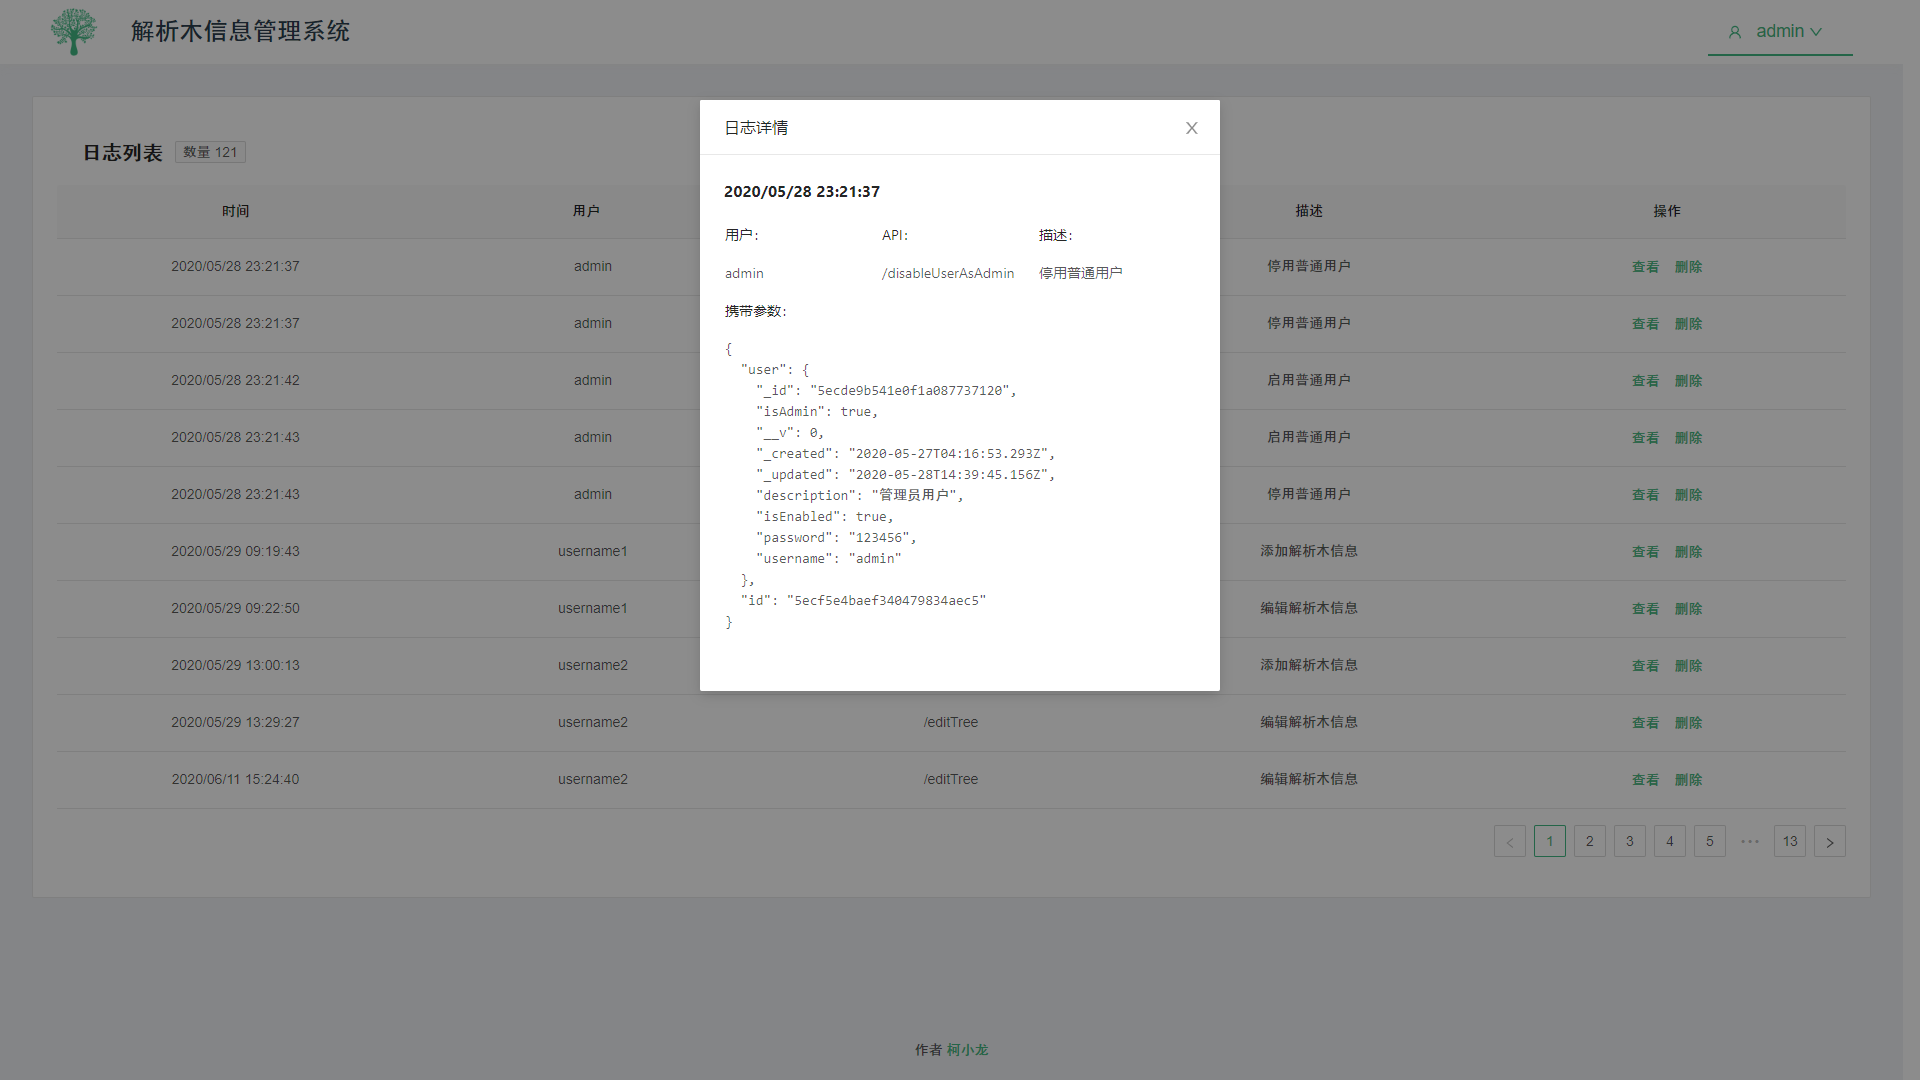 解析木信息管理系统
admin
日志列表 数量 121
时间 用户 描述 操作
2020/05/28 23:21:37 admin 停用普通用户 查看 删除
2020/05/28 23:21:37 admin 停用普通用户 查看 删除
2020/05/28 23:21:42 admin 启用普通用户 查看 删除
2020/05/28 23:21:43 admin 启用普通用户 查看 删除
2020/05/28 23:21:43 admin 停用普通用户 查看 删除
2020/05/29 09:19:43 username1 添加解析木信息 查看 删除
2020/05/29 09:22:50 username1 编辑解析木信息 查看 删除
2020/05/29 13:00:13 username2 添加解析木信息 查看 删除
2020/05/29 13:29:27 username2 /editTree 编辑解析木信息 查看 删除
2020/06/11 15:24:40 username2 /editTree 编辑解析木信息 查看 删除
< 1 2 3 4 5 ••• 13 >
日志详情 X
2020/05/28 23:21:37
用户: API: 描述:
admin /disableUserAsAdmin 停用普通用户
携带参数:
{
"user": {
"_id": "5ecde9b541e0f1a087737120",
"isAdmin": true,
"__v": 0,
"_created": "2020-05-27T04:16:53.293Z",
"_updated": "2020-05-28T14:39:45.156Z",
"description": "管理员用户",
"isEnabled": true,
"password": "123456",
"username": "admin"
},
"id": "5ecf5e4baef340479834aec5"
}
作者 柯小龙